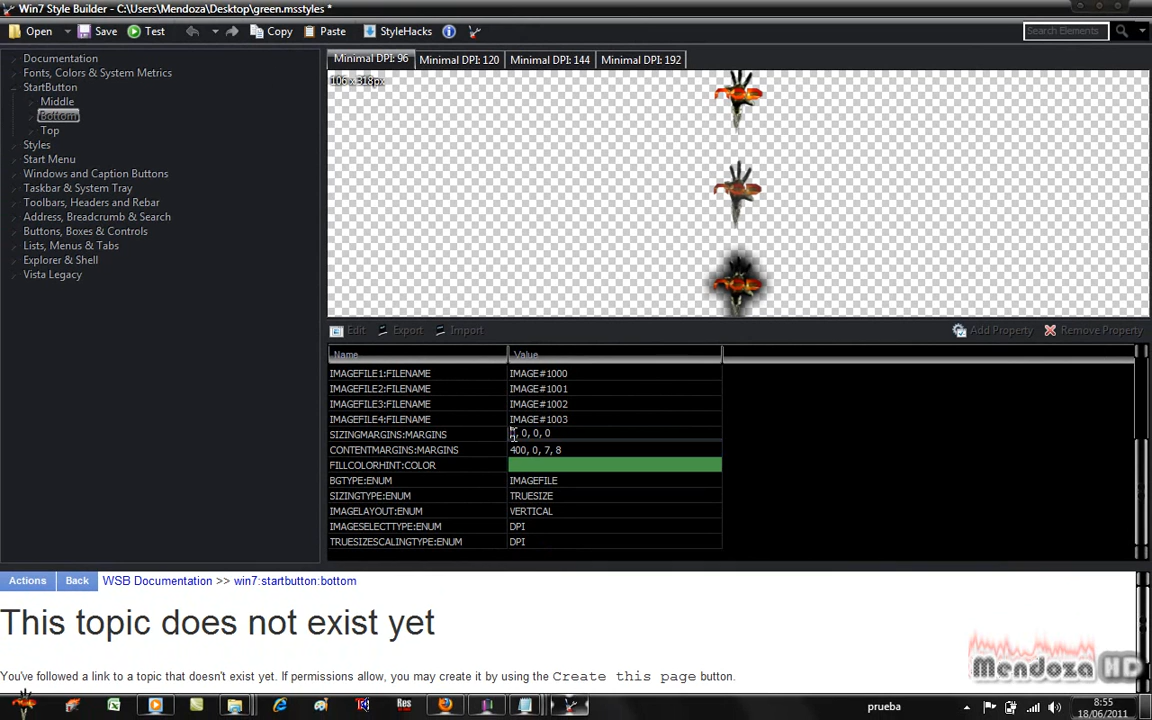 Win7 Style Builder - C:\Users\Mendoza\Desktop\green.msstyles *
Open Save Test Copy Paste StyleHacks Search Elements
Documentation
Fonts, Colors & System Metrics
StartButton
Middle
Bottom
Top
Styles
Start Menu
Windows and Caption Buttons
Taskbar & System Tray
Toolbars, Headers and Rebar
Address, Breadcrumb & Search
Buttons, Boxes & Controls
Lists, Menus & Tabs
Explorer & Shell
Vista Legacy
Minimal DPI: 96 Minimal DPI: 120 Minimal DPI: 144 Minimal DPI: 192
106 x 318px
Edit Export Import Add Property Remove Property
Name Value
IMAGEFILE1:FILENAME IMAGE#1000
IMAGEFILE2:FILENAME IMAGE#1001
IMAGEFILE3:FILENAME IMAGE#1002
IMAGEFILE4:FILENAME IMAGE#1003
SIZINGMARGINS:MARGINS , 0, 0, 0
CONTENTMARGINS:MARGINS 400, 0, 7, 8
FILLCOLORHINT:COLOR
BGTYPE:ENUM IMAGEFILE
SIZINGTYPE:ENUM TRUESIZE
IMAGELAYOUT:ENUM VERTICAL
IMAGESELECTTYPE:ENUM DPI
TRUESIZESCALINGTYPE:ENUM DPI
Actions Back WSB Documentation >> win7:startbutton:bottom
This topic does not exist yet
You've followed a link to a topic that doesn't exist yet. If permissions allow, you may create it by using the Create this page button.
Mendoza HD
Res prueba 8:55
18/06/2011